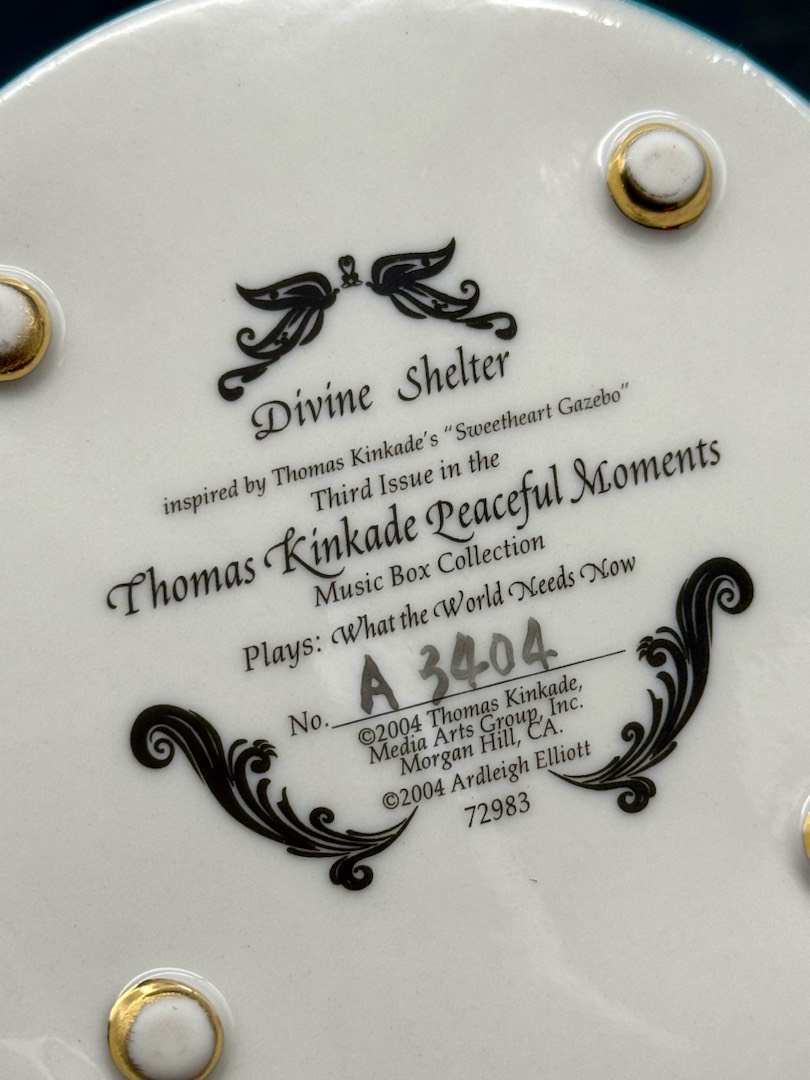 Divine Shelter
inspired by Thomas Kinkade's "Sweetheart Gazebo"
Third Issue in the
Thomas Kinkade Peaceful Moments
Music Box Collection
Plays: What the World Needs Now
No. A 3404
©2004 Thomas Kinkade,
Media Arts Group, Inc.
Morgan Hill, CA.
©2004 Ardleigh Elliott
72983